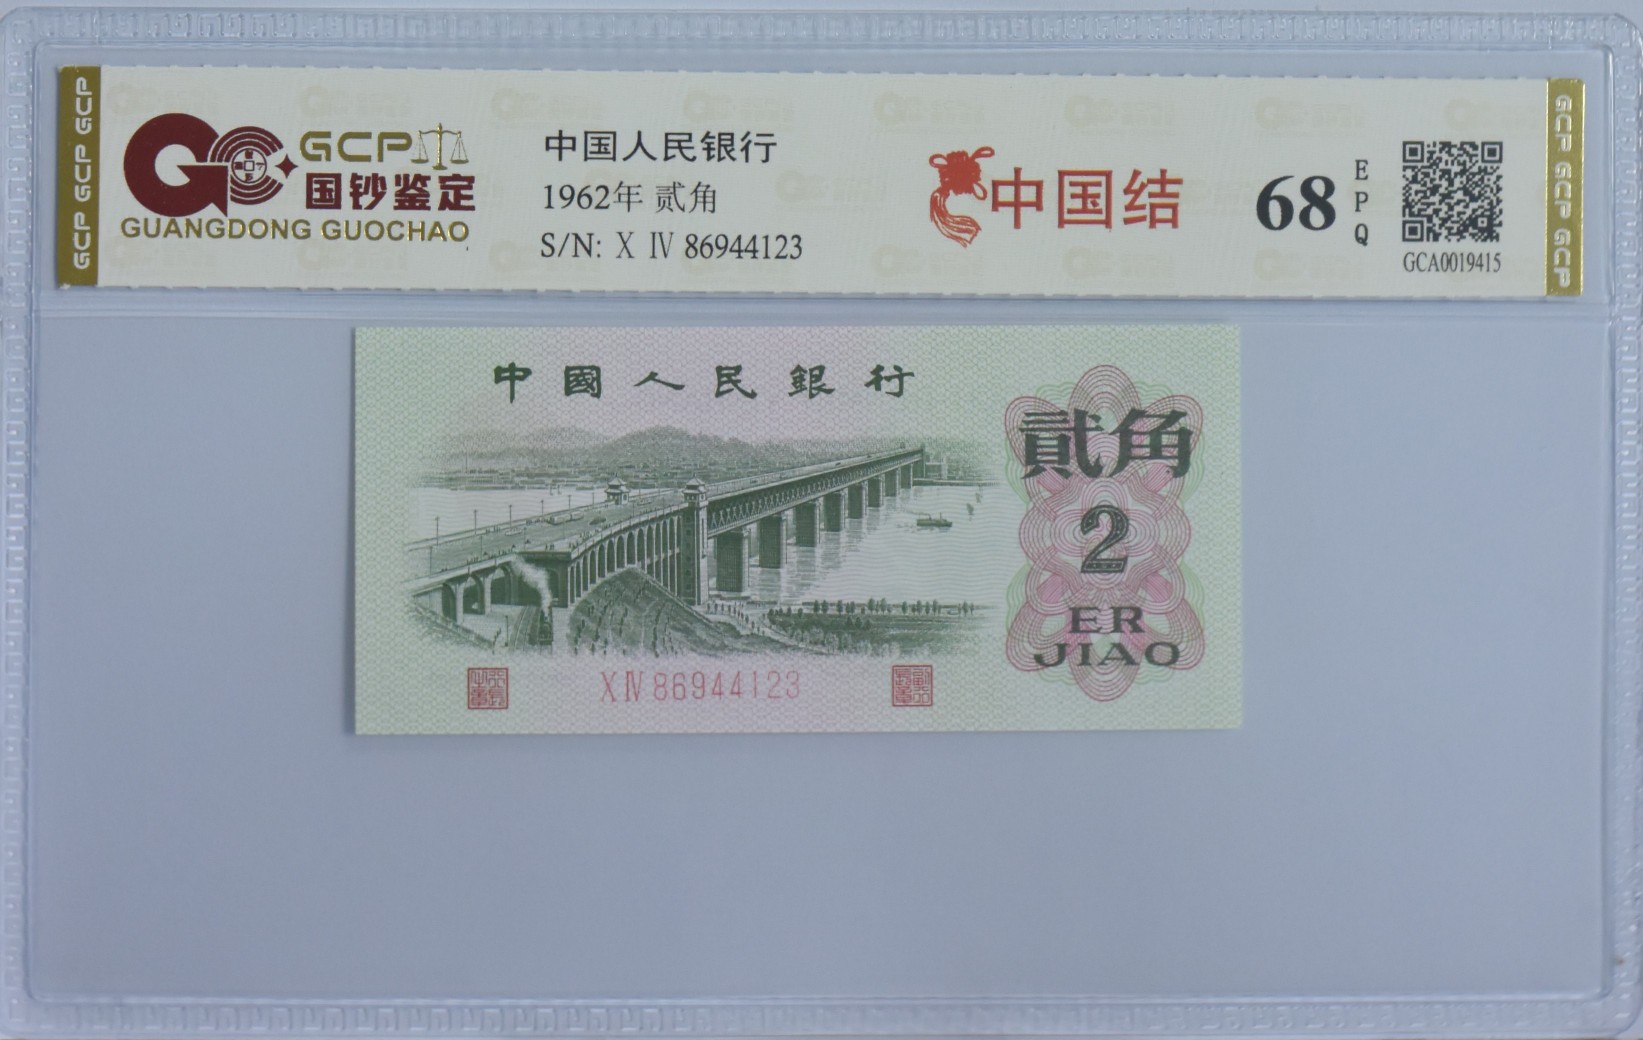 GCP GCP GCP
GCP
国钞鉴定
GUANGDONG GUOCHAO
中国人民银行
1962年 贰角
S/N: X IV 86944123
中国结
68
E
P
Q
GCA0019415
GCP GCP GCP
中國人民銀行
貳角
2
ER
JIAO
X IV 86944123